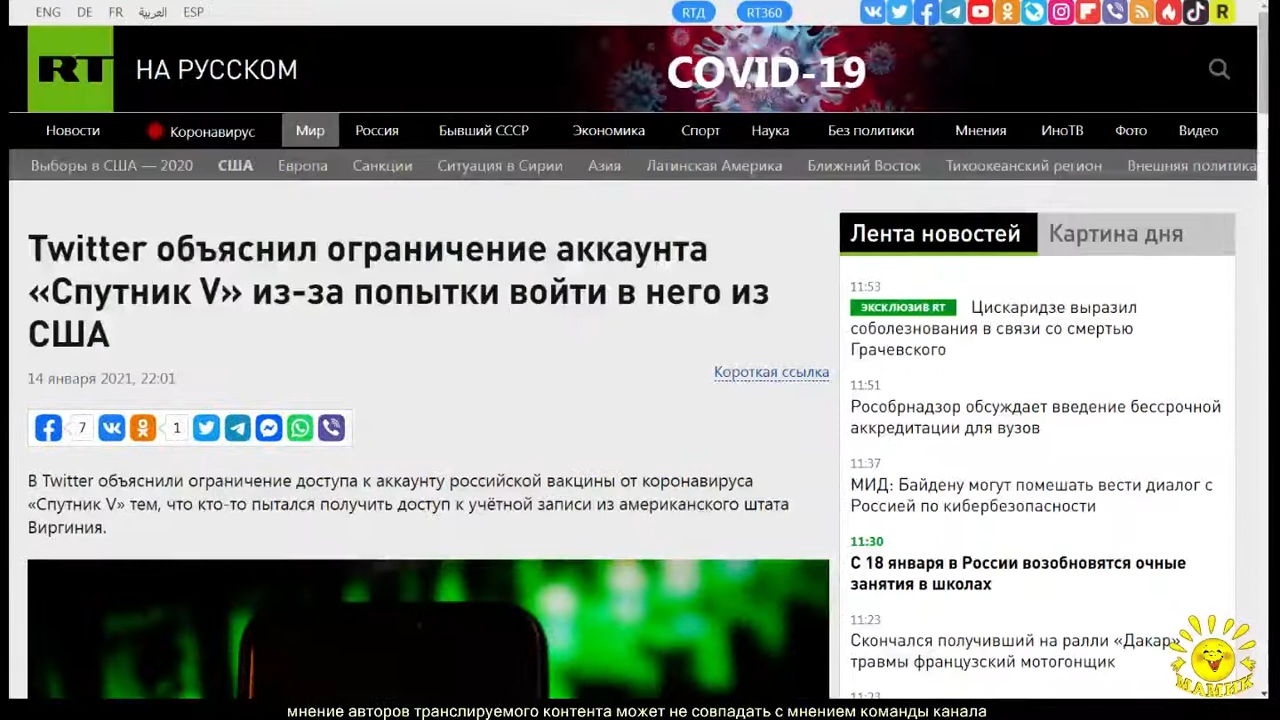 ENG DE FR العربية ESP
RTД RT360
R
RT НА РУССКОМ
COVID-19
Новости Коронавирус Мир Россия Бывший СССР Экономика Спорт Наука Без политики Мнения ИноТВ Фото Видео
Выборы в США — 2020 США Европа Санкции Ситуация в Сирии Азия Латинская Америка Ближний Восток Тихоокеанский регион Внешняя политика
Twitter объяснил ограничение аккаунта
«Спутник V» из-за попытки войти в него из
США
14 января 2021, 22:01
Короткая ссылка
7 1
В Twitter объяснили ограничение доступа к аккаунту российской вакцины от коронавируса
«Спутник V» тем, что кто-то пытался получить доступ к учётной записи из американского штата
Виргиния.
Лента новостей Картина дня
11:53
ЭКСКЛЮЗИВ RT Цискаридзе выразил
соболезнования в связи со смертью
Грачевского
11:51
Рособрнадзор обсуждает введение бессрочной
аккредитации для вузов
11:37
МИД: Байдену могут помешать вести диалог с
Россией по кибербезопасности
11:30
С 18 января в России возобновятся очные
занятия в школах
11:23
Скончался получивший на ралли «Дакар»
травмы французский мотогонщик
11:23
МАМИК
мнение авторов транслируемого контента может не совпадать с мнением команды канала